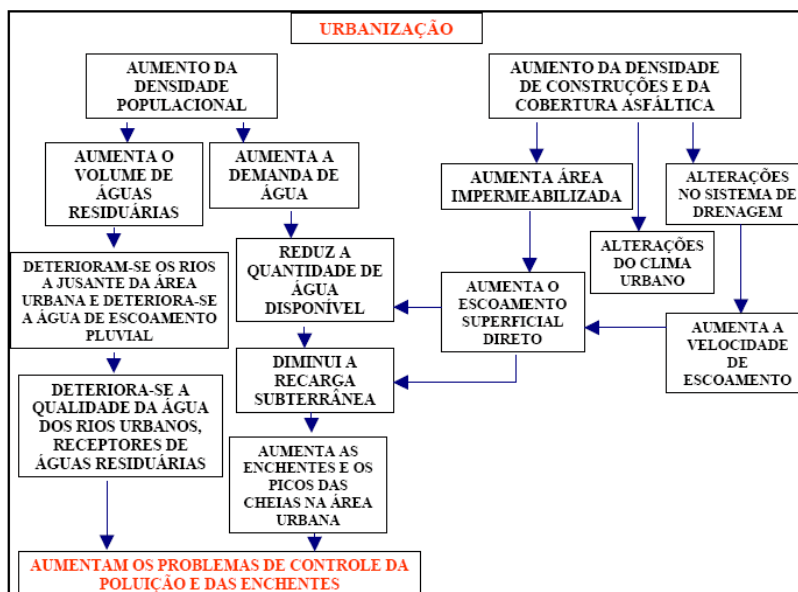 URBANIZAÇÃO
AUMENTO DA
DENSIDADE
POPULACIONAL
AUMENTO DA DENSIDADE
DE CONSTRUÇÕES E DA
COBERTURA ASFÁLTICA
AUMENTA O
VOLUME DE
ÁGUAS
RESIDUÁRIAS
AUMENTA A
DEMANDA DE
ÁGUA
AUMENTA ÁREA
IMPERMEABILIZADA
ALTERAÇÕES
NO SISTEMA DE
DRENAGEM
ALTERAÇÕES
DO CLIMA
URBANO
DETERIORAM-SE OS RIOS
A JUSANTE DA ÁREA
URBANA E DETERIORA-SE
A ÁGUA DE ESCOAMENTO
PLUVIAL
REDUZ A
QUANTIDADE DE
ÁGUA
DISPONÍVEL
AUMENTA O
ESCOAMENTO
SUPERFICIAL
DIRETO
AUMENTA A
VELOCIDADE
DE
ESCOAMENTO
DIMINUI A
RECARGA
SUBTERRÂNEA
DETERIORA-SE A
QUALIDADE DA ÁGUA
DOS RIOS URBANOS,
RECEPTORES DE
ÁGUAS RESIDUÁRIAS
AUMENTA AS
ENCHENTES E OS
PICOS DAS
CHEIAS NA ÁREA
URBANA
AUMENTAM OS PROBLEMAS DE CONTROLE DA
POLUIÇÃO E DAS ENCHENTES